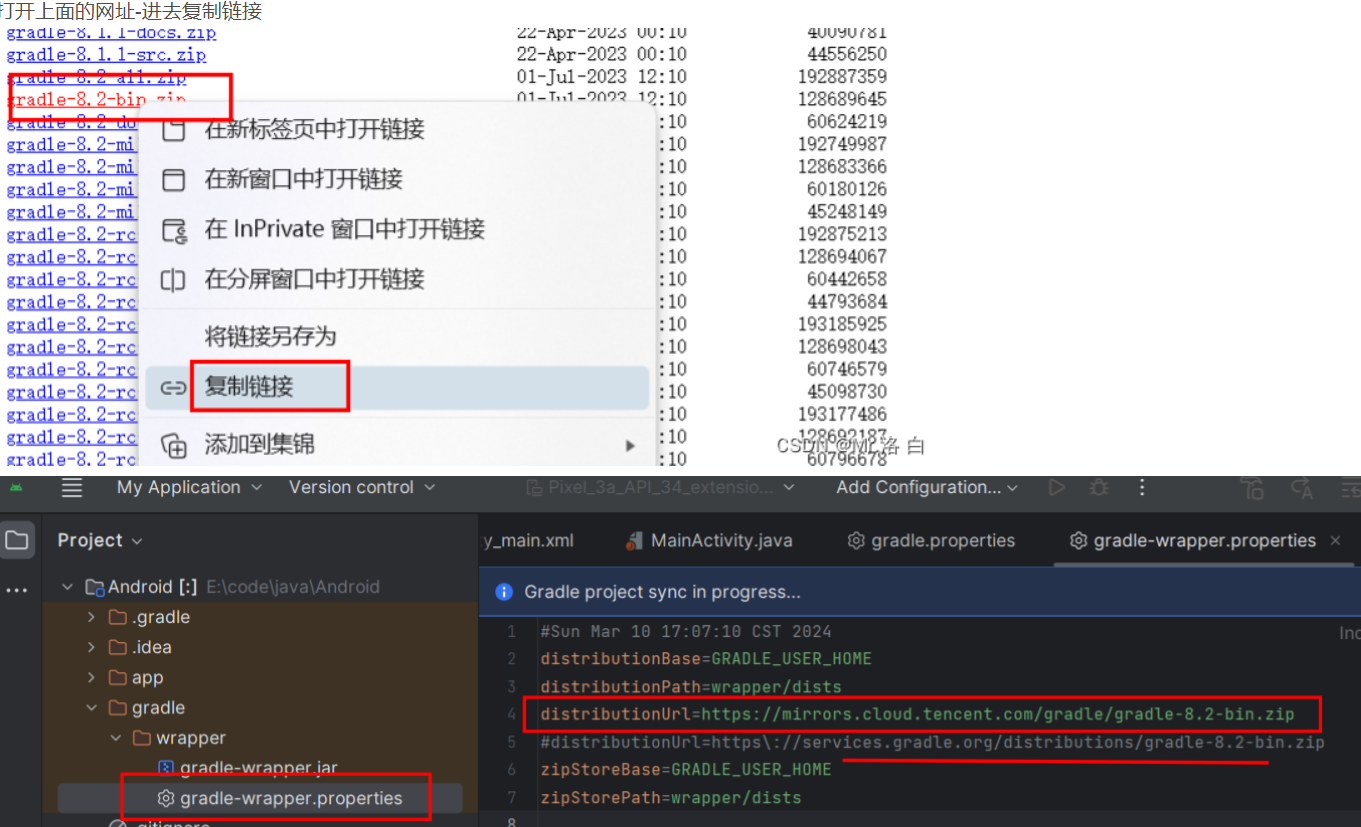 打开上面的网址-进去复制链接
gradle-8.1.1-docs.zip 22-Apr-2023 00:10 40090781
gradle-8.1.1-src.zip 22-Apr-2023 00:10 44556250
gradle-8.2-all.zip 01-Jul-2023 12:10 192887359
gradle-8.2-bin.zip 01-Jul-2023 12:10 128689645
gradle-8.2-do :10 60624219
在新标签页中打开链接
gradle-8.2-mi :10 192749987
gradle-8.2-mi :10 128683366
在新窗口中打开链接
gradle-8.2-mi :10 60180126
gradle-8.2-mi :10 45248149
在 InPrivate 窗口中打开链接
gradle-8.2-rc :10 192875213
gradle-8.2-rc :10 128694067
gradle-8.2-rc :10 60442658
在分屏窗口中打开链接
gradle-8.2-rc :10 44793684
gradle-8.2-rc :10 193185925
将链接另存为
gradle-8.2-rc :10 128698043
gradle-8.2-rc :10 60746579
复制链接
gradle-8.2-rc :10 45098730
gradle-8.2-rc :10 193177486
gradle-8.2-rc :10 128692187
添加到集锦
CSDN @Mr.洛 白
gradle-8.2-rc :10 60796678
My Application Version control Pixel_3a_API_34_extensio... Add Configuration...
Project y_main.xml MainActivity.java gradle.properties gradle-wrapper.properties
Android [:] E:\code\java\Android
Gradle project sync in progress...
.gradle
.idea
app
gradle
wrapper
gradle-wrapper.jar
gradle-wrapper.properties
.gitignore
1 #Sun Mar 10 17:07:10 CST 2024
Ind
2 distributionBase=GRADLE_USER_HOME
3 distributionPath=wrapper/dists
4 distributionUrl=https://mirrors.cloud.tencent.com/gradle/gradle-8.2-bin.zip
5 #distributionUrl=https\://services.gradle.org/distributions/gradle-8.2-bin.zip
6 zipStoreBase=GRADLE_USER_HOME
7 zipStorePath=wrapper/dists
8